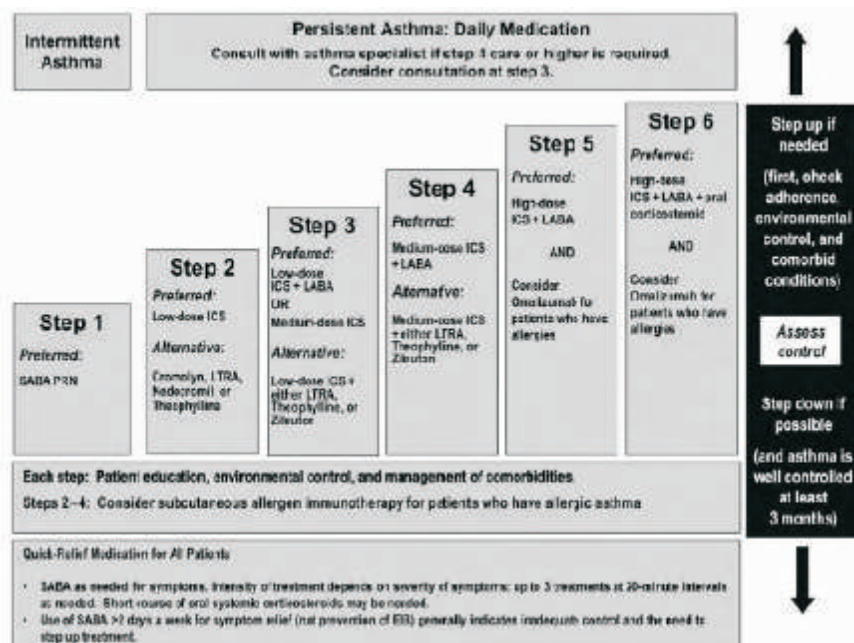 Intermittent
Asthma
Persistent Asthma: Daily Medication
Consult with asthma specialist if step 4 care or higher is required.
Consider consultation at step 3.
Step 1
Preferred:
SABA PRN
Step 2
Preferred:
Low-dose ICS
Alternative:
Cromolyn, LTRA,
Nedocromil or
Theophylline
Step 3
Preferred:
Low-dose
ICS + LABA
OR
Medium-dose ICS
Alternative:
Low-dose ICS +
either LTRA,
Theophylline, or
Zileuton
Step 4
Preferred:
Medium-dose ICS
+ LABA
Alternative:
Medium-dose ICS
+ either LTRA,
Theophylline, or
Zileuton
Step 5
Preferred:
High-dose
ICS + LABA
AND
Consider
Omalizumab for
patients who have
allergies
Step 6
Preferred:
High-dose
ICS + LABA + oral
corticosteroid
AND
Consider
Omalizumab for
patients who have
allergies
Step up if
needed
(first, check
adherence,
environmental
control, and
comorbid
conditions)
Assess
control
Step down if
possible
(and asthma is
well controlled
at least
3 months)
Each step: Patient education, environmental control, and management of comorbidities
Steps 2–4: Consider subcutaneous allergen immunotherapy for patients who have allergic asthma
Quick-Relief Medication for All Patients
• SABA as needed for symptoms. Intensity of treatment depends on severity of symptoms: up to 3 treatments at 20-minute intervals
as needed. Short course of oral systemic corticosteroids may be needed.
• Use of SABA >2 days a week for symptom relief (not prevention of EIB) generally indicates inadequate control and the need to
step up treatment.